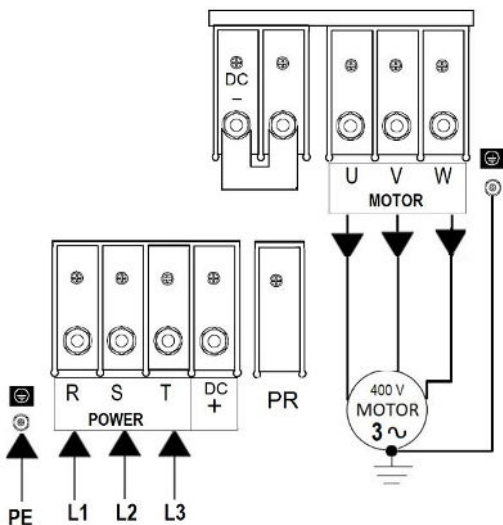 DC
−
U V W
MOTOR
400 V
MOTOR
3 ~
R S T DC
+
POWER
PR
PE L1 L2 L3